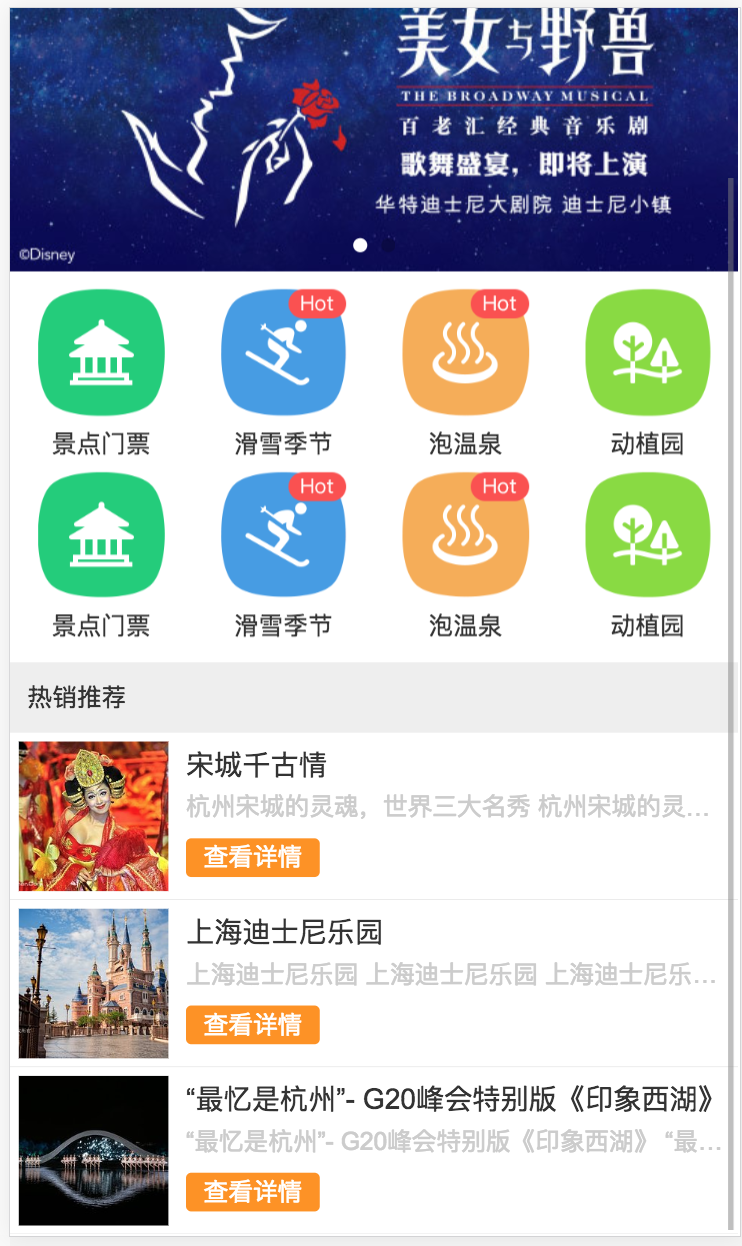 美女与野兽
THE BROADWAY MUSICAL
百老汇经典音乐剧
歌舞盛宴，即将上演
华特迪士尼大剧院 迪士尼小镇
©Disney
Hot
Hot
景点门票
滑雪季节
泡温泉
动植园
Hot
Hot
景点门票
滑雪季节
泡温泉
动植园
热销推荐
宋城千古情
杭州宋城的灵魂，世界三大名秀 杭州宋城的灵...
查看详情
上海迪士尼乐园
上海迪士尼乐园 上海迪士尼乐园 上海迪士尼乐...
查看详情
“最忆是杭州”- G20峰会特别版《印象西湖》
“最忆是杭州”- G20峰会特别版《印象西湖》 “最...
查看详情